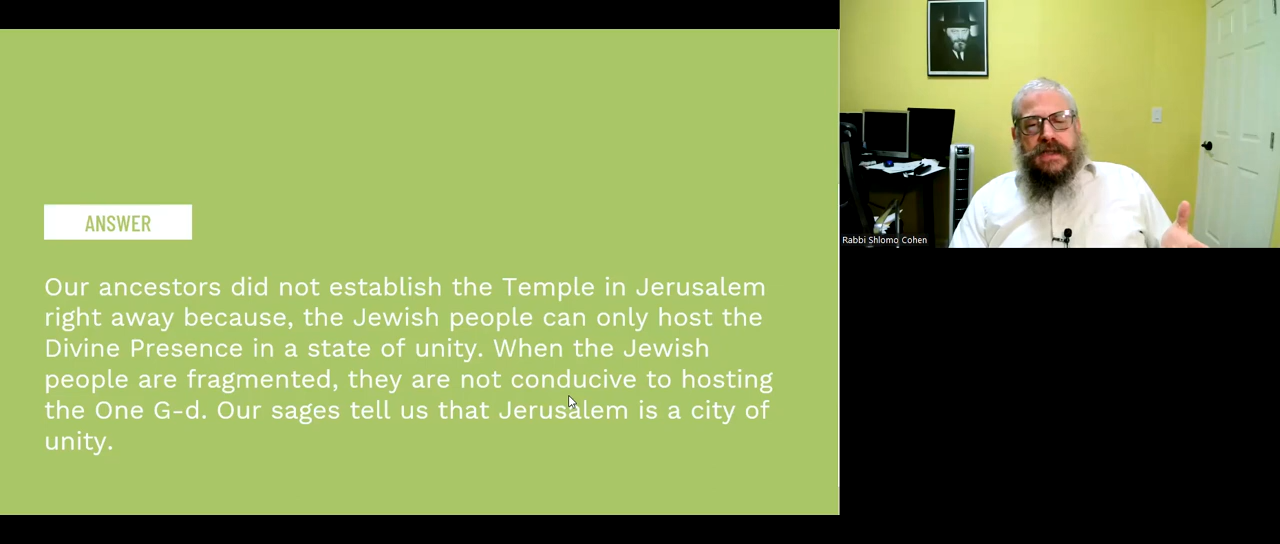 ANSWER
Our ancestors did not establish the Temple in Jerusalem
right away because, the Jewish people can only host the
Divine Presence in a state of unity. When the Jewish
people are fragmented, they are not conducive to hosting
the One G-d. Our sages tell us that Jerusalem is a city of
unity.
Rabbi Shlomo Cohen